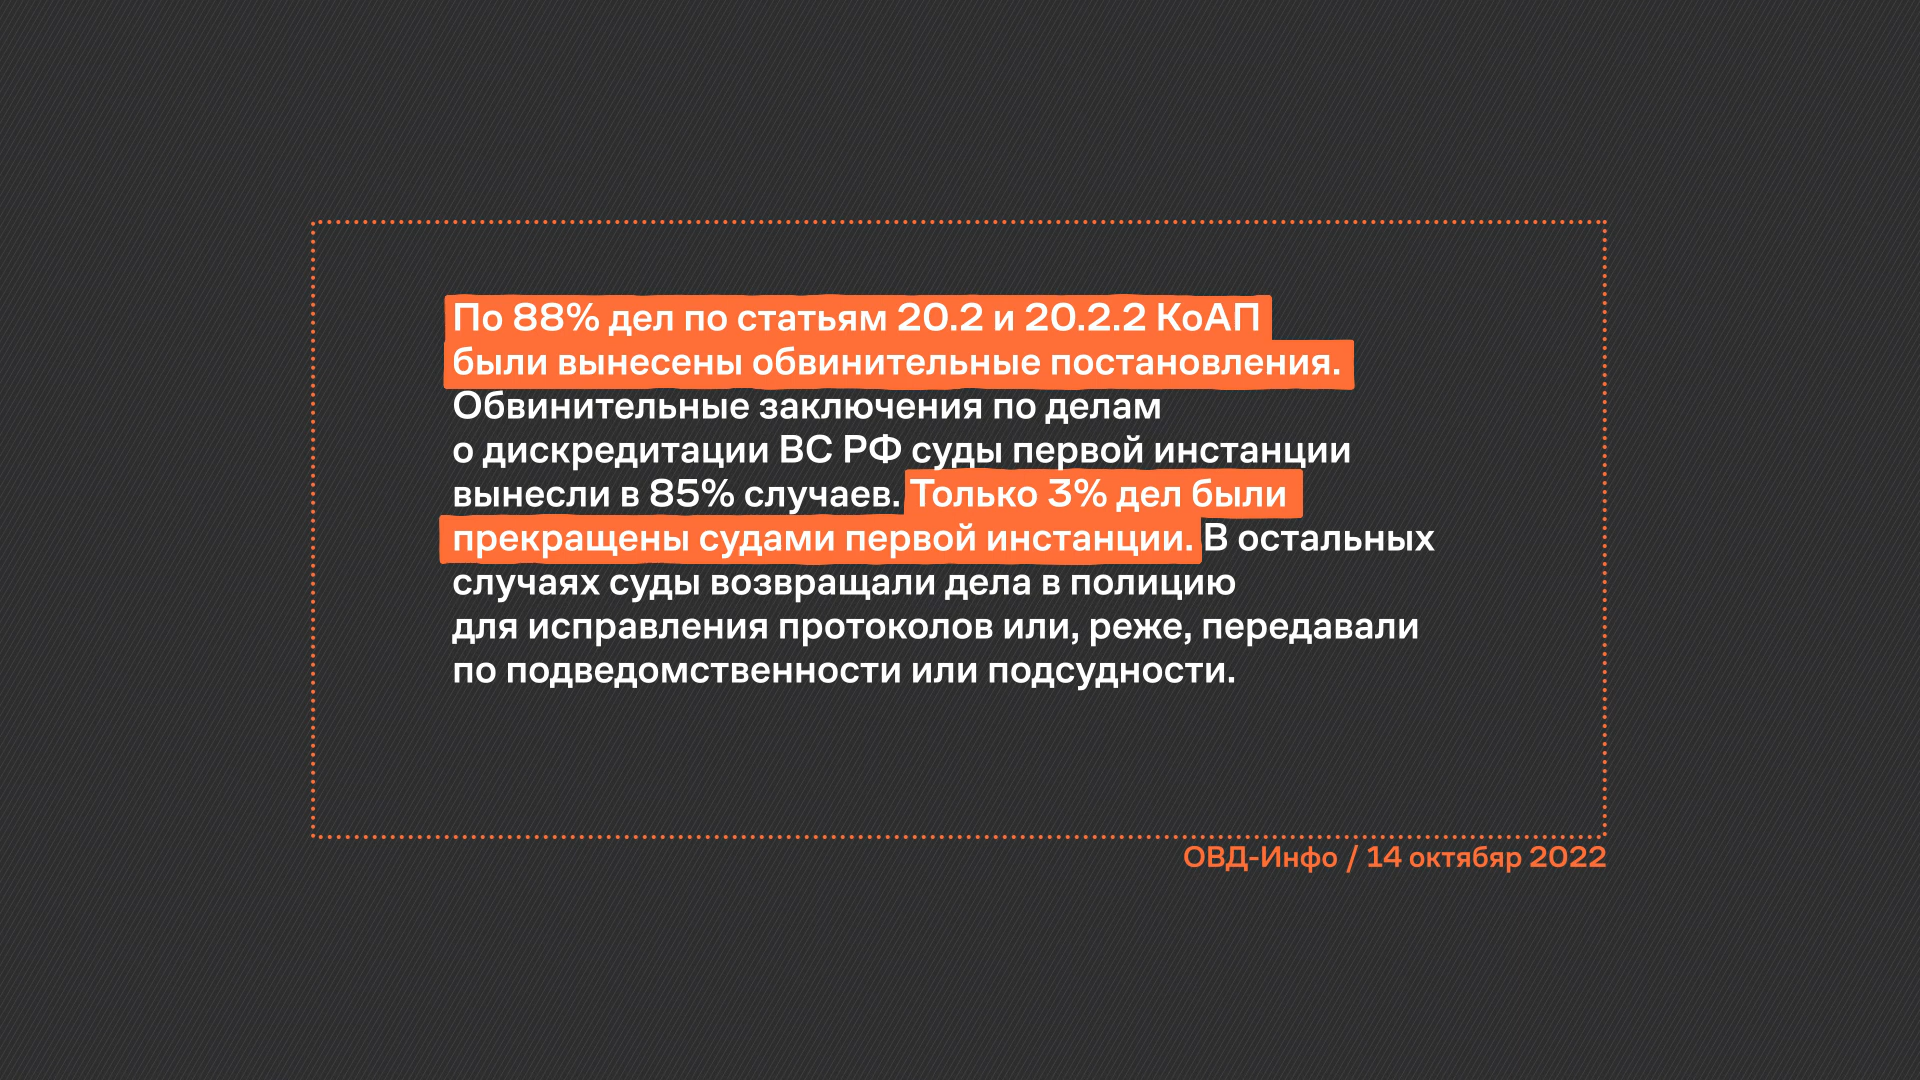 По 88% дел по статьям 20.2 и 20.2.2 КоАП
были вынесены обвинительные постановления.
Обвинительные заключения по делам
о дискредитации ВС РФ суды первой инстанции
вынесли в 85% случаев. Только 3% дел были
прекращены судами первой инстанции. В остальных
случаях суды возвращали дела в полицию
для исправления протоколов или, реже, передавали
по подведомственности или подсудности.
ОВД-Инфо / 14 октябяр 2022